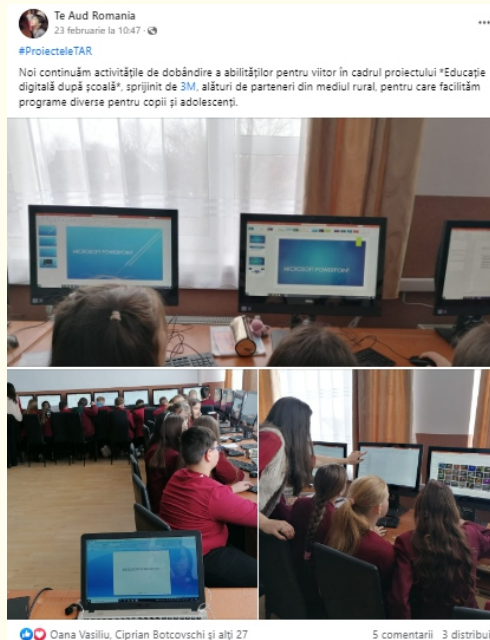 Te Aud Romania
23 februarie la 10:47 ·
#ProiecteleTAR
Noi continuăm activitățile de dobândire a abilităților pentru viitor în cadrul proiectului *Educație
digitală după școală*, sprijinit de 3M, alături de parteneri din mediul rural, pentru care facilităm
programe diverse pentru copii și adolescenți.
MICROSOFT POWERPOINT
MICROSOFT POWERPOINT
Oana Vasiliu, Ciprian Botcovschi și alți 27
5 comentarii 3 distribui